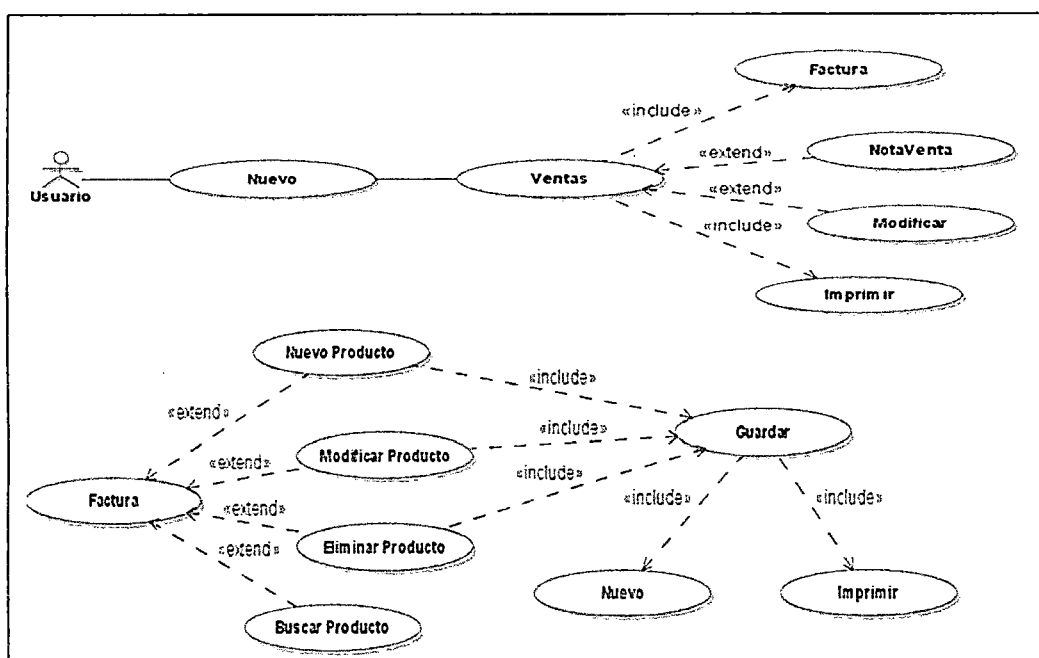 Factura
«include»
«extend»
NotaVenta
Usuario
Nuevo
Ventas
«extend»
Modificar
«include»
Imprimir
Nuevo Producto
«include»
«extend»
Guardar
«include»
Modificar Producto
«extend»
«include»
Factura
«include»
«include»
«extend»
Eliminar Producto
«extend»
Nuevo
Imprimir
Buscar Producto